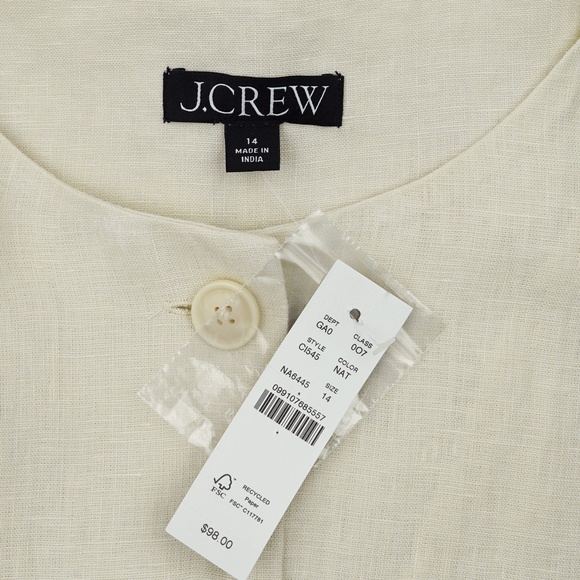 J.CREW
14
MADE IN
INDIA
DEPT CLASS
GA0 007
STYLE COLOR
CI545 NAT
NA6445 SIZE
14
099107685557
FSC
RECYCLED
Paper
FSC® C117781
$98.00